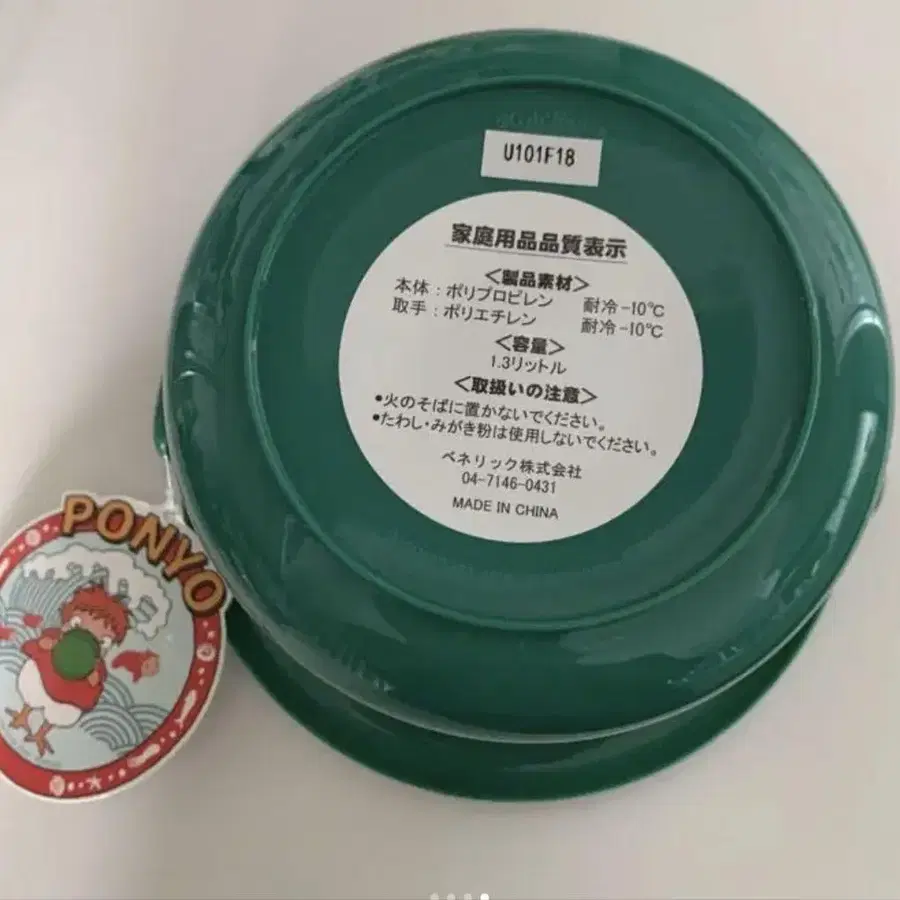 U101F18
家庭用品品質表示
<製品素材>
本体:ポリプロピレン 耐冷-10℃
取手:ポリエチレン 耐冷-10℃
<容量>
1.3リットル
<取扱いの注意>
•火のそばに置かないでください。
•たわし・みがき粉は使用しないでください。
ベネリック株式会社
04-7146-0431
MADE IN CHINA
PONYO